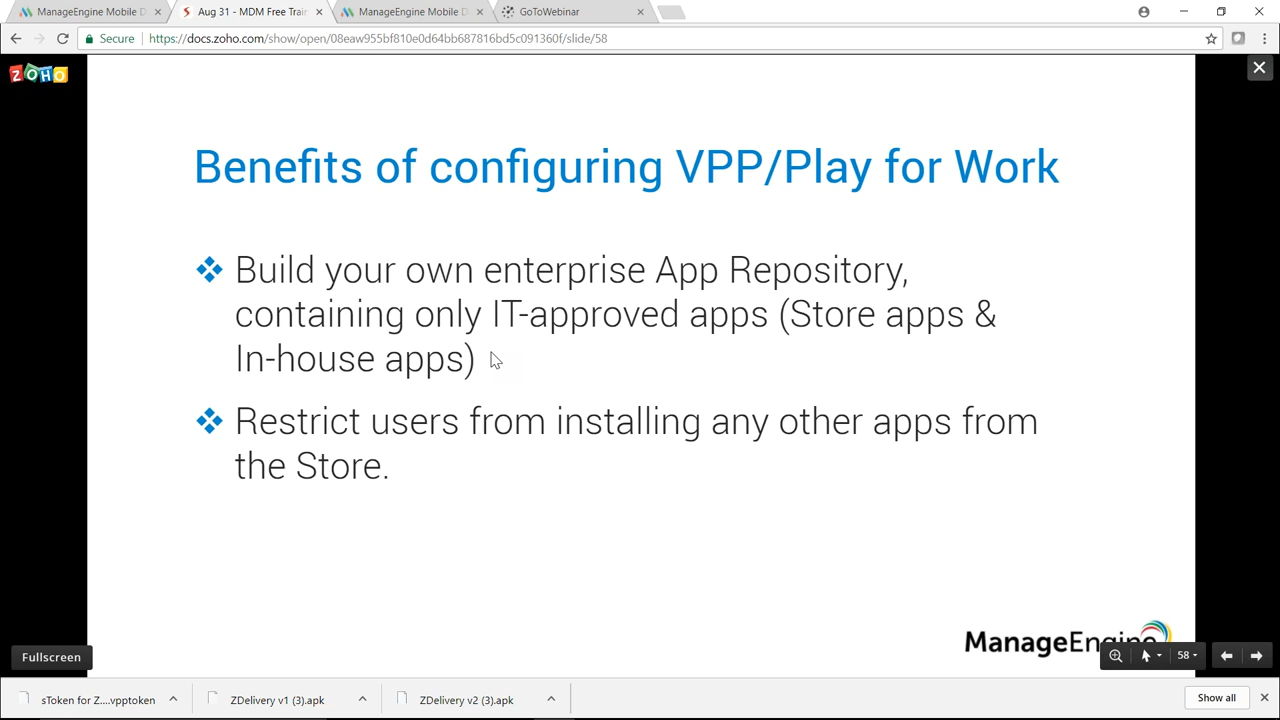 ManageEngine Mobile D
Aug 31 - MDM Free Train
ManageEngine Mobile D
GoToWebinar
Secure
https://docs.zoho.com/show/open/08eaw955bf810e0d64bb687816bd5c091360f/slide/58
ZOHO
Benefits of configuring VPP/Play for Work
Build your own enterprise App Repository,
containing only IT-approved apps (Store apps &
In-house apps)
Restrict users from installing any other apps from
the Store.
ManageEngine
Fullscreen
58
sToken for Z....vpptoken
ZDelivery v1 (3).apk
ZDelivery v2 (3).apk
Show all